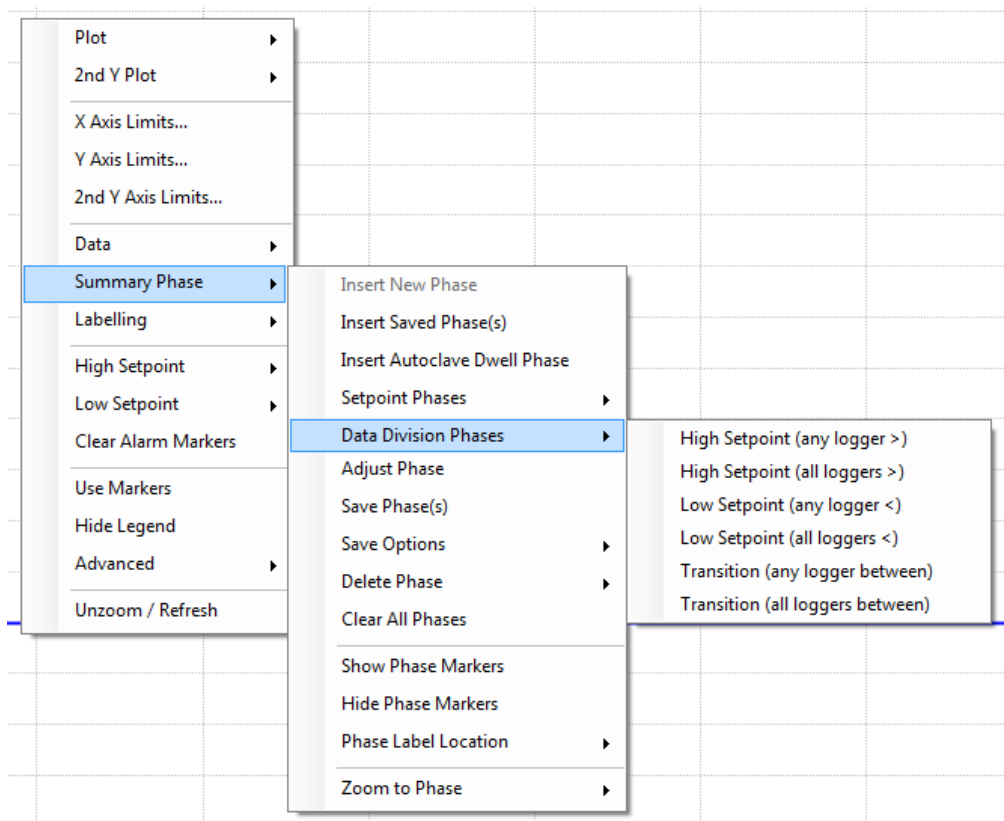 Plot
2nd Y Plot
X Axis Limits...
Y Axis Limits...
2nd Y Axis Limits...
Data
Summary Phase
Labelling
High Setpoint
Low Setpoint
Clear Alarm Markers
Use Markers
Hide Legend
Advanced
Unzoom / Refresh
Insert New Phase
Insert Saved Phase(s)
Insert Autoclave Dwell Phase
Setpoint Phases
Data Division Phases
Adjust Phase
Save Phase(s)
Save Options
Delete Phase
Clear All Phases
Show Phase Markers
Hide Phase Markers
Phase Label Location
Zoom to Phase
High Setpoint (any logger >)
High Setpoint (all loggers >)
Low Setpoint (any logger <)
Low Setpoint (all loggers <)
Transition (any logger between)
Transition (all loggers between)